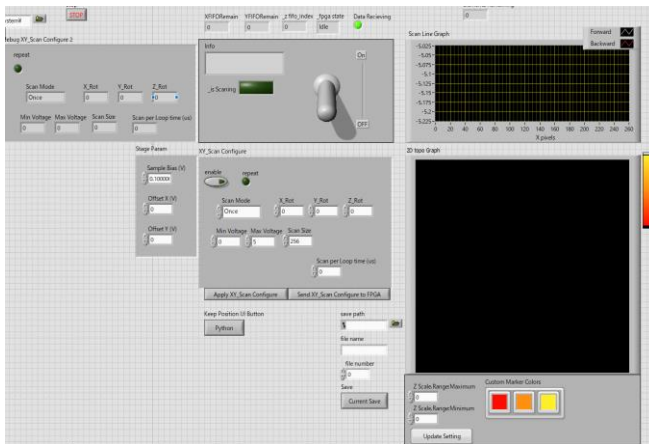 stem#
STOP
XFIFORemain YFIFORemain _z fifo_index _fpga state Data Recieving
0 0 0 Idle
0
Debug XY_Scan Configure 2
repeat
Scan Mode X_Rot Y_Rot Z_Rot
Once 0 0 0
Min Voltage Max Voltage Scan Size Scan per Loop time (us)
0 0 0 0
Info
_is Scaning
On
OFF
Scan Line Graph
Forward
Backward
-5.025
-5.05
-5.075
-5.1
-5.125
-5.15
-5.175
-5.2
-5.225
0 20 40 60 80 100 120 140 160 180 200 220 240 260
X pixels
Stage Param
Sample Bias (V)
0.10000
Offset X (V)
0
Offset Y (V)
0
XY_Scan Configure
enable repeat
Scan Mode X_Rot Y_Rot Z_Rot
Once 0 0 0
Min Voltage Max Voltage Scan Size
0 5 256
Scan per Loop time (us)
0
Apply XY_Scan Configure Send XY_Scan Configure to FPGA
2D topo Graph
Keep Position UI Button
Python
save path
file name
file number
0
Save
Current Save
Z Scale.Range:Maximum
0
Z Scale.Range:Minimum
0
Update Setting
Custom Marker Colors